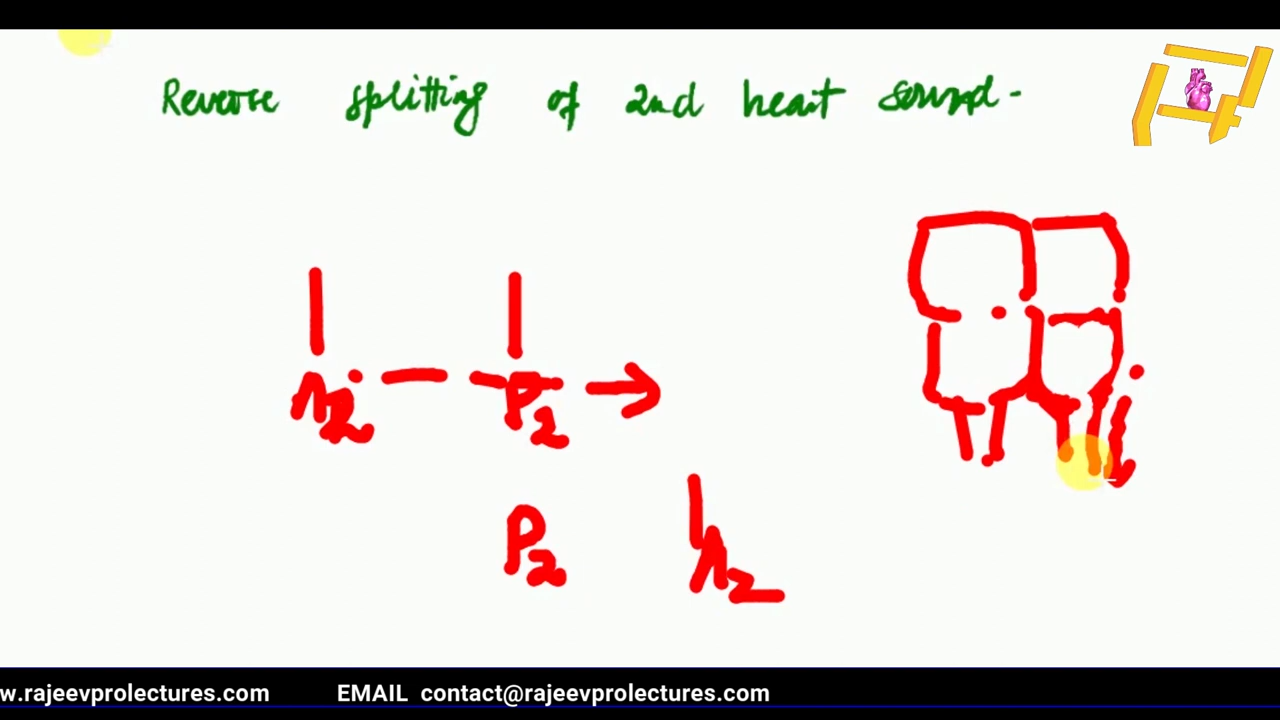 Reverse splitting of 2nd heart sound -
A2 P2
P2 A2
w.rajeevprolectures.com EMAIL contact@rajeevprolectures.com